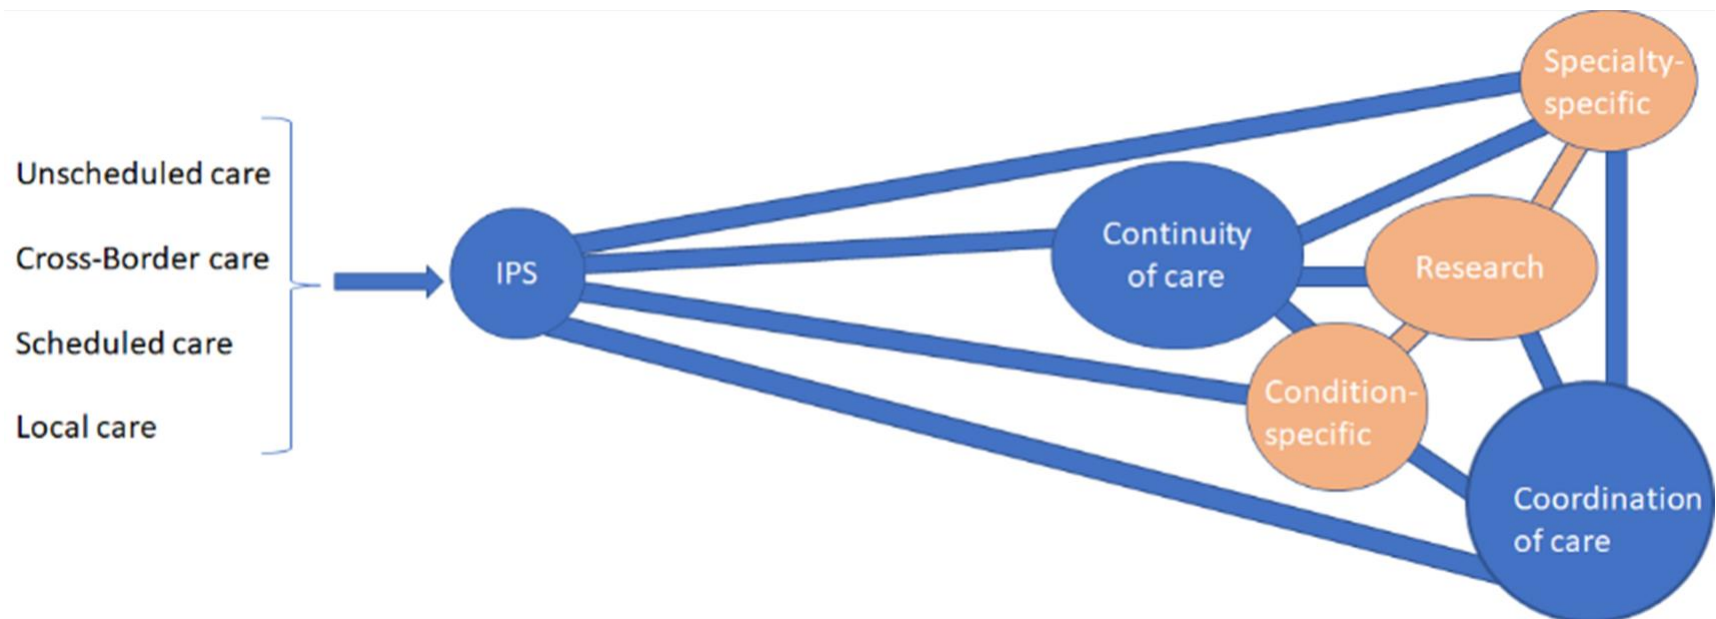 Unscheduled care
Cross-Border care
Scheduled care
Local care
IPS
Continuity
of care
Specialty-
specific
Research
Condition-
specific
Coordination
of care